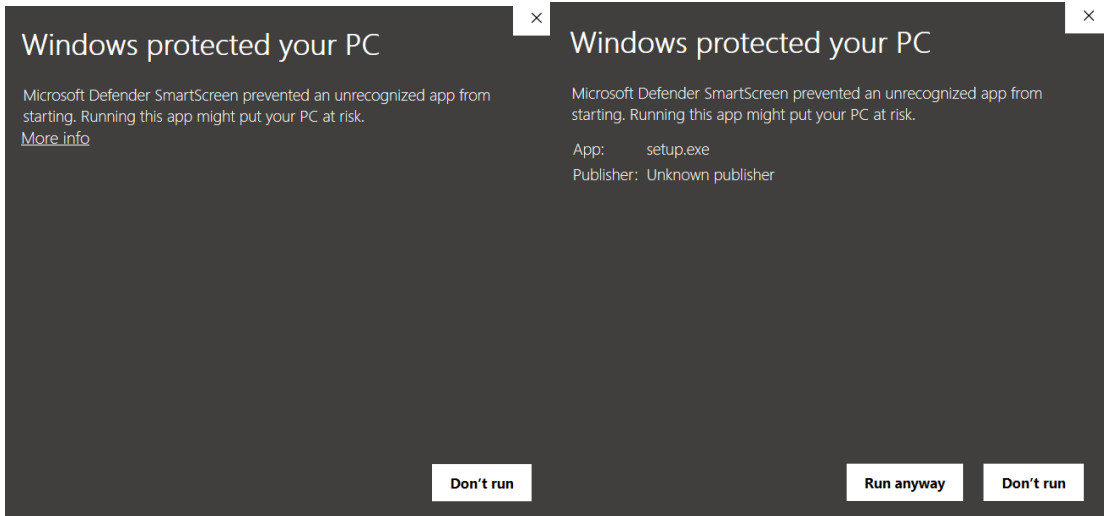 Windows protected your PC
Microsoft Defender SmartScreen prevented an unrecognized app from
starting. Running this app might put your PC at risk.
More info
Don't run
Windows protected your PC
Microsoft Defender SmartScreen prevented an unrecognized app from
starting. Running this app might put your PC at risk.
App: setup.exe
Publisher: Unknown publisher
Run anyway Don't run